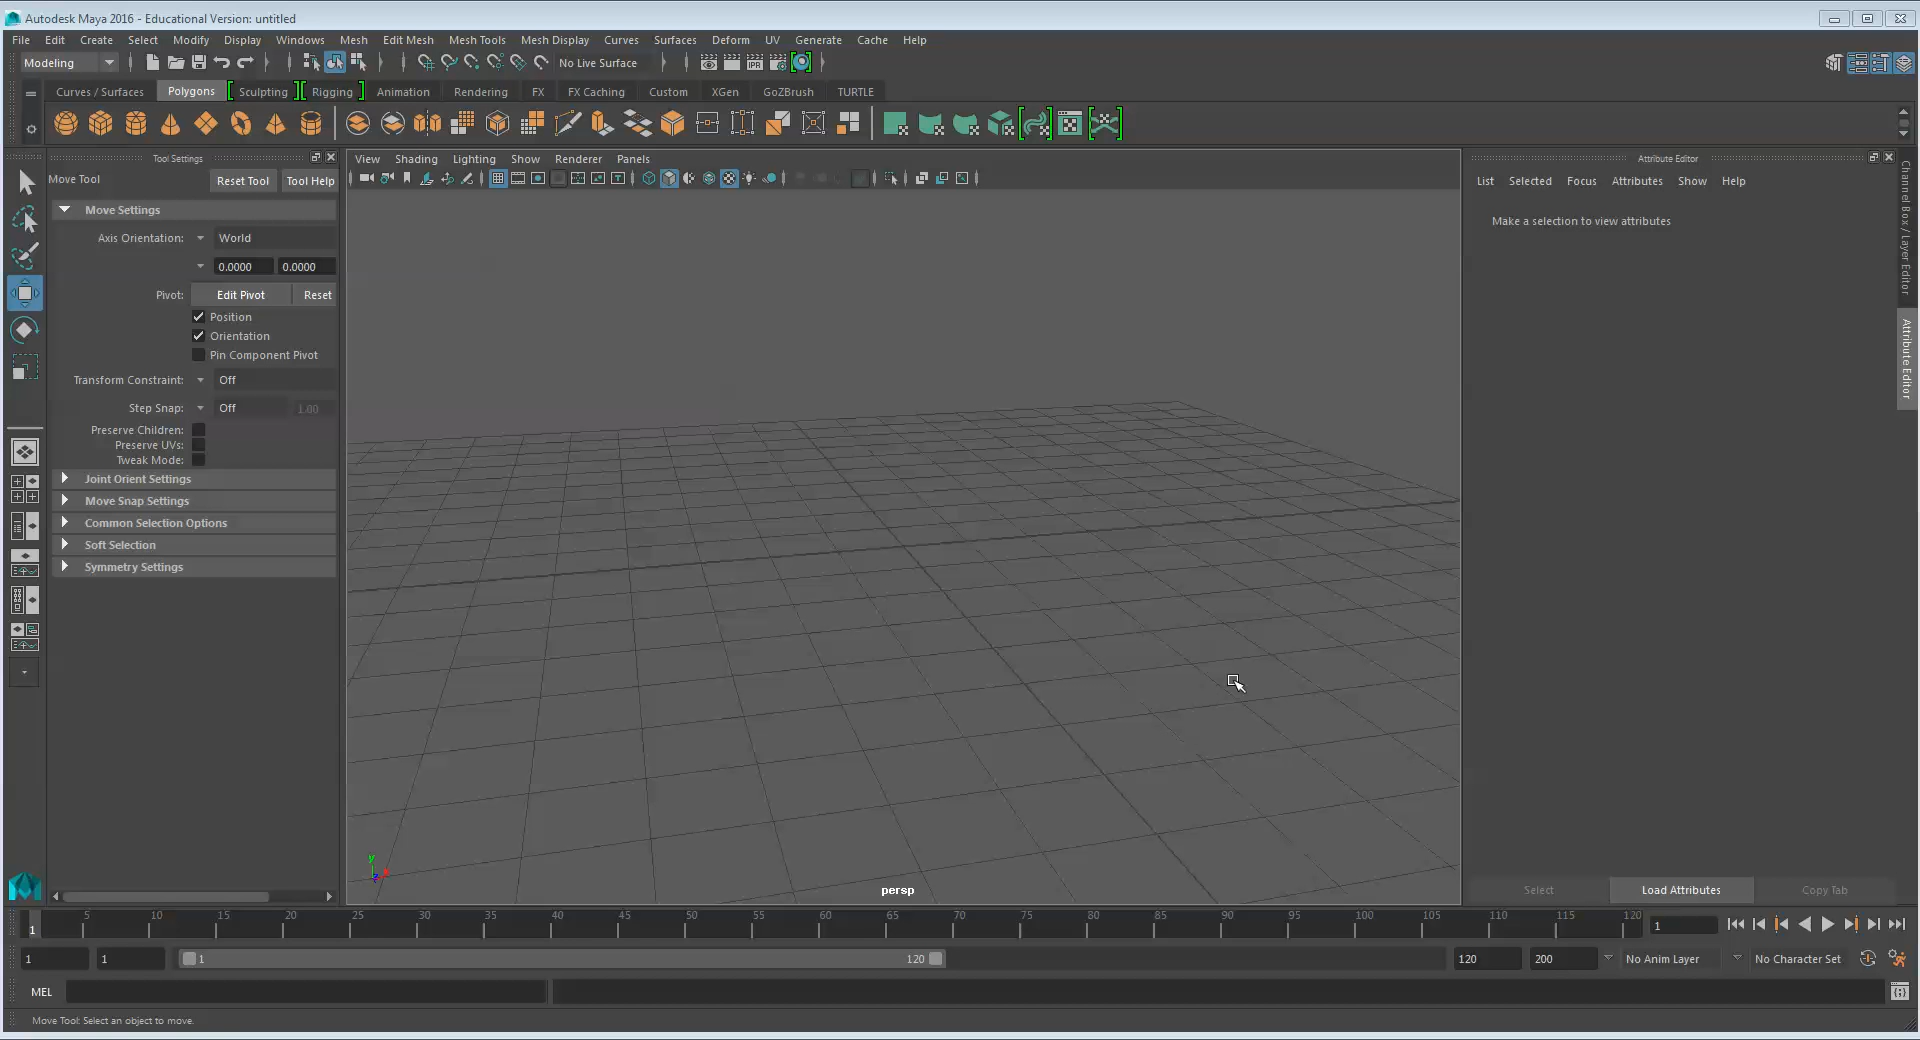 Autodesk Maya 2016 - Educational Version: untitled
File Edit Create Select Modify Display Windows Mesh Edit Mesh Mesh Tools Mesh Display Curves Surfaces Deform UV Generate Cache Help
Modeling No Live Surface IPR
Curves / Surfaces Polygons Sculpting Rigging Animation Rendering FX FX Caching Custom XGen GoZBrush TURTLE
Tool Settings
Move Tool Reset Tool Tool Help
Move Settings
Axis Orientation: World
0.0000 0.0000
Pivot: Edit Pivot Reset
Position
Orientation
Pin Component Pivot
Transform Constraint: Off
Step Snap: Off 1.00
Preserve Children:
Preserve UVs:
Tweak Mode:
Joint Orient Settings
Move Snap Settings
Common Selection Options
Soft Selection
Symmetry Settings
View Shading Lighting Show Renderer Panels
y
persp
Attribute Editor
List Selected Focus Attributes Show Help
Make a selection to view attributes
Select Load Attributes Copy Tab
Channel Box / Layer Editor
Attribute Editor
1 5 10 15 20 25 30 35 40 45 50 55 60 65 70 75 80 85 90 95 100 105 110 115 120 1
1 1 1 120 120 200 No Anim Layer No Character Set
MEL
Move Tool: Select an object to move.